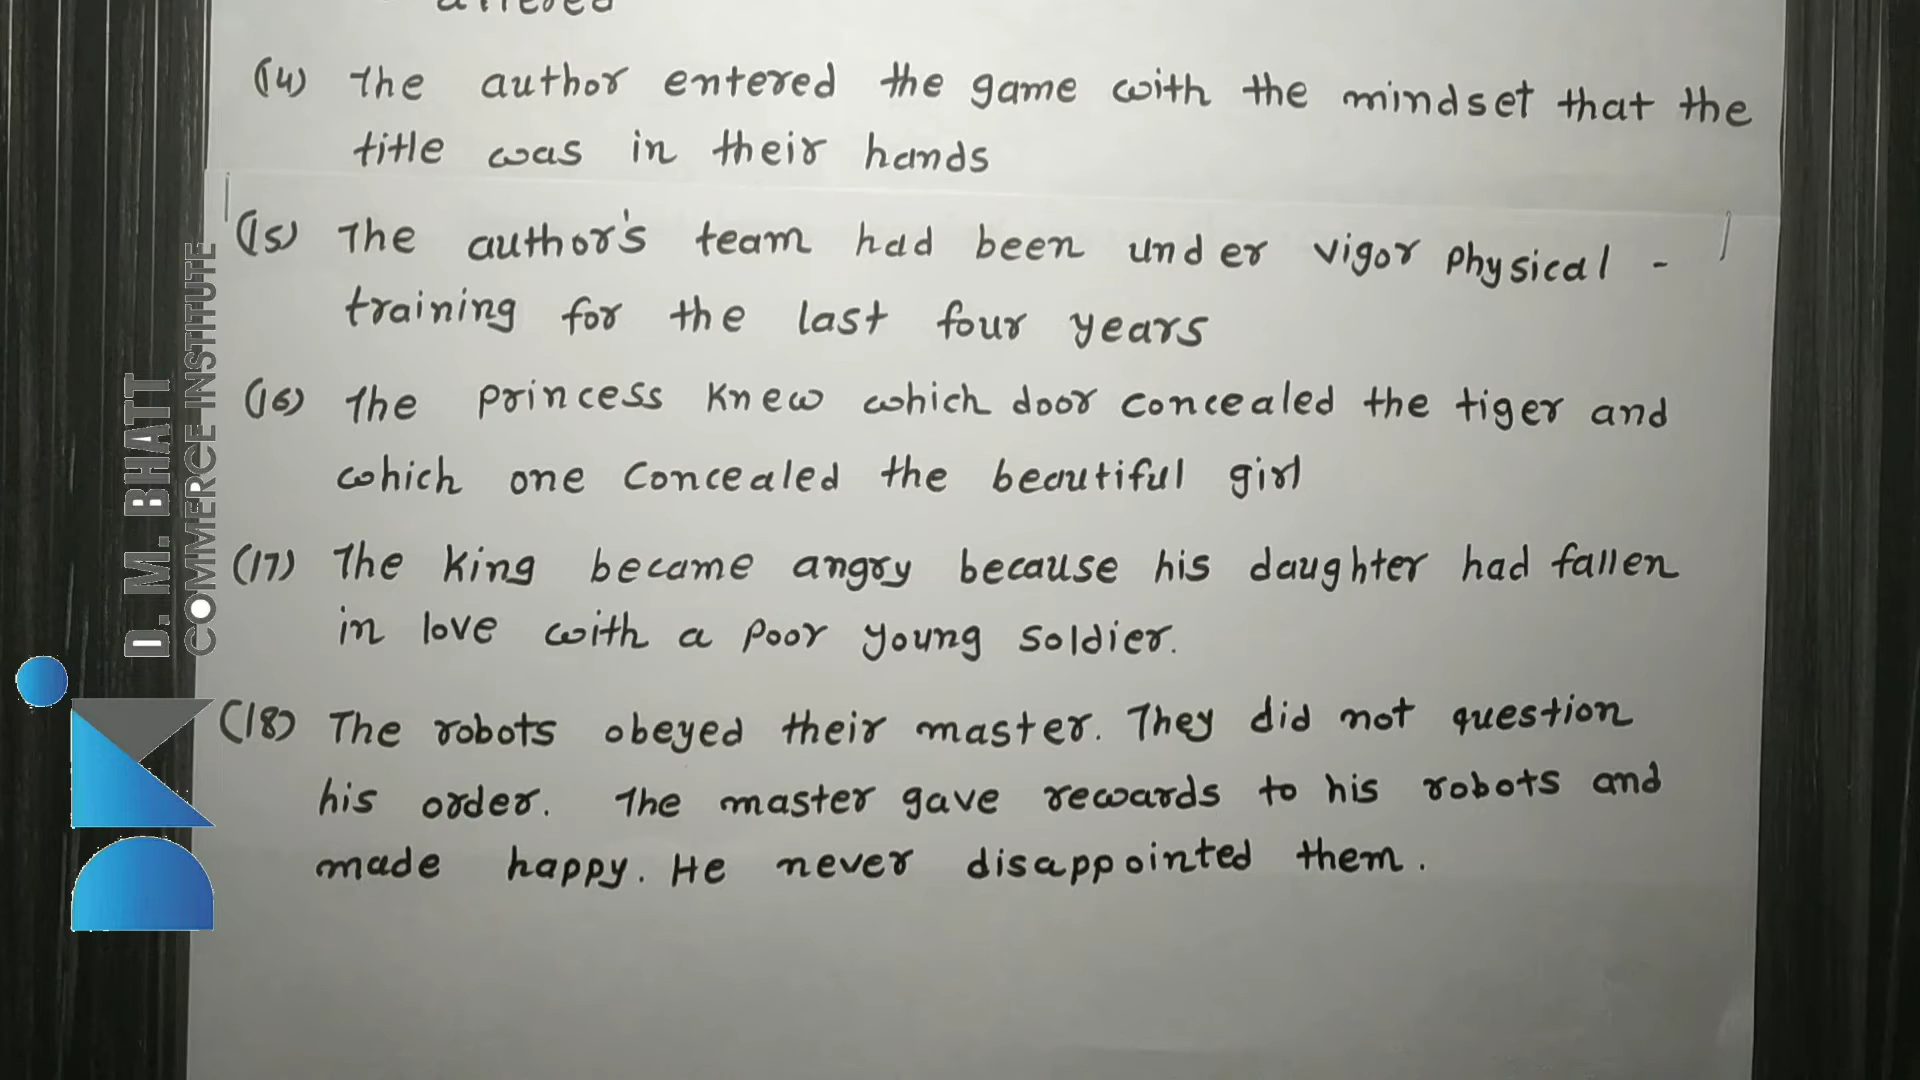 (14) The author entered the game with the mindset that the
title was in their hands
(15) The author's team had been under vigor physical -
training for the last four years
(16) The princess knew which door concealed the tiger and
which one concealed the beautiful girl
(17) The king became angry because his daughter had fallen
in love with a poor young soldier.
(18) The robots obeyed their master. They did not question
his order. The master gave rewards to his robots and
made happy. He never disappointed them.
D. M. BHATT
COMMERCE INSTITUTE